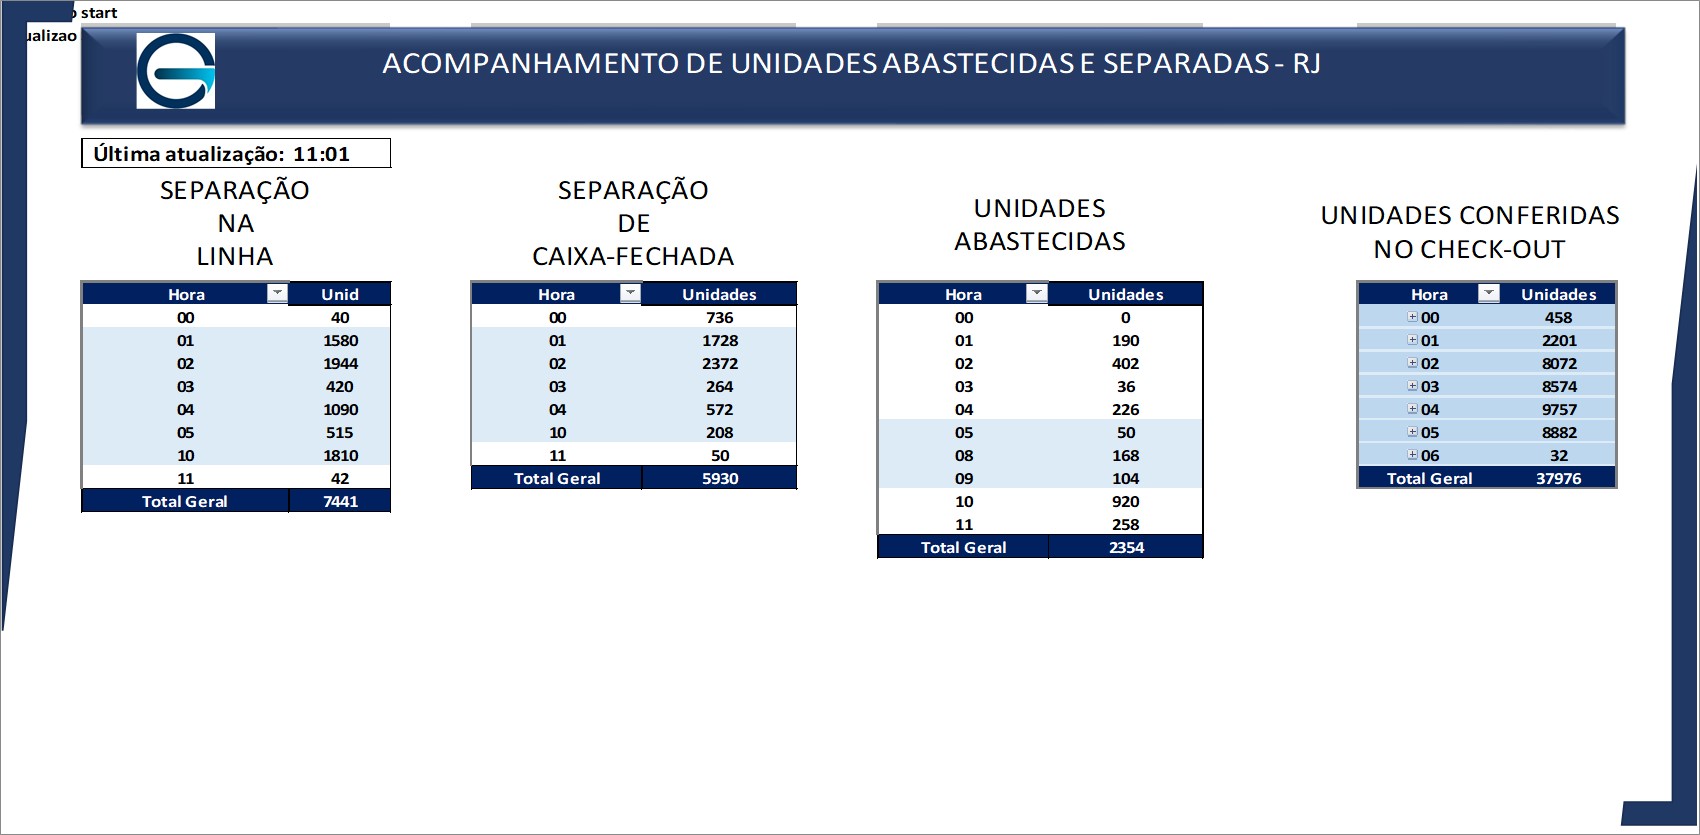 start
ualizao
ACOMPANHAMENTO DE UNIDADES ABASTECIDAS E SEPARADAS - RJ
Última atualização: 11:01
SEPARAÇÃO
NA
LINHA
Hora Unid
00 40
01 1580
02 1944
03 420
04 1090
05 515
10 1810
11 42
Total Geral 7441
SEPARAÇÃO
DE
CAIXA-FECHADA
Hora Unidades
00 736
01 1728
02 2372
03 264
04 572
10 208
11 50
Total Geral 5930
UNIDADES
ABASTECIDAS
Hora Unidades
00 0
01 190
02 402
03 36
04 226
05 50
08 168
09 104
10 920
11 258
Total Geral 2354
UNIDADES CONFERIDAS
NO CHECK-OUT
Hora Unidades
00 458
01 2201
02 8072
03 8574
04 9757
05 8882
06 32
Total Geral 37976